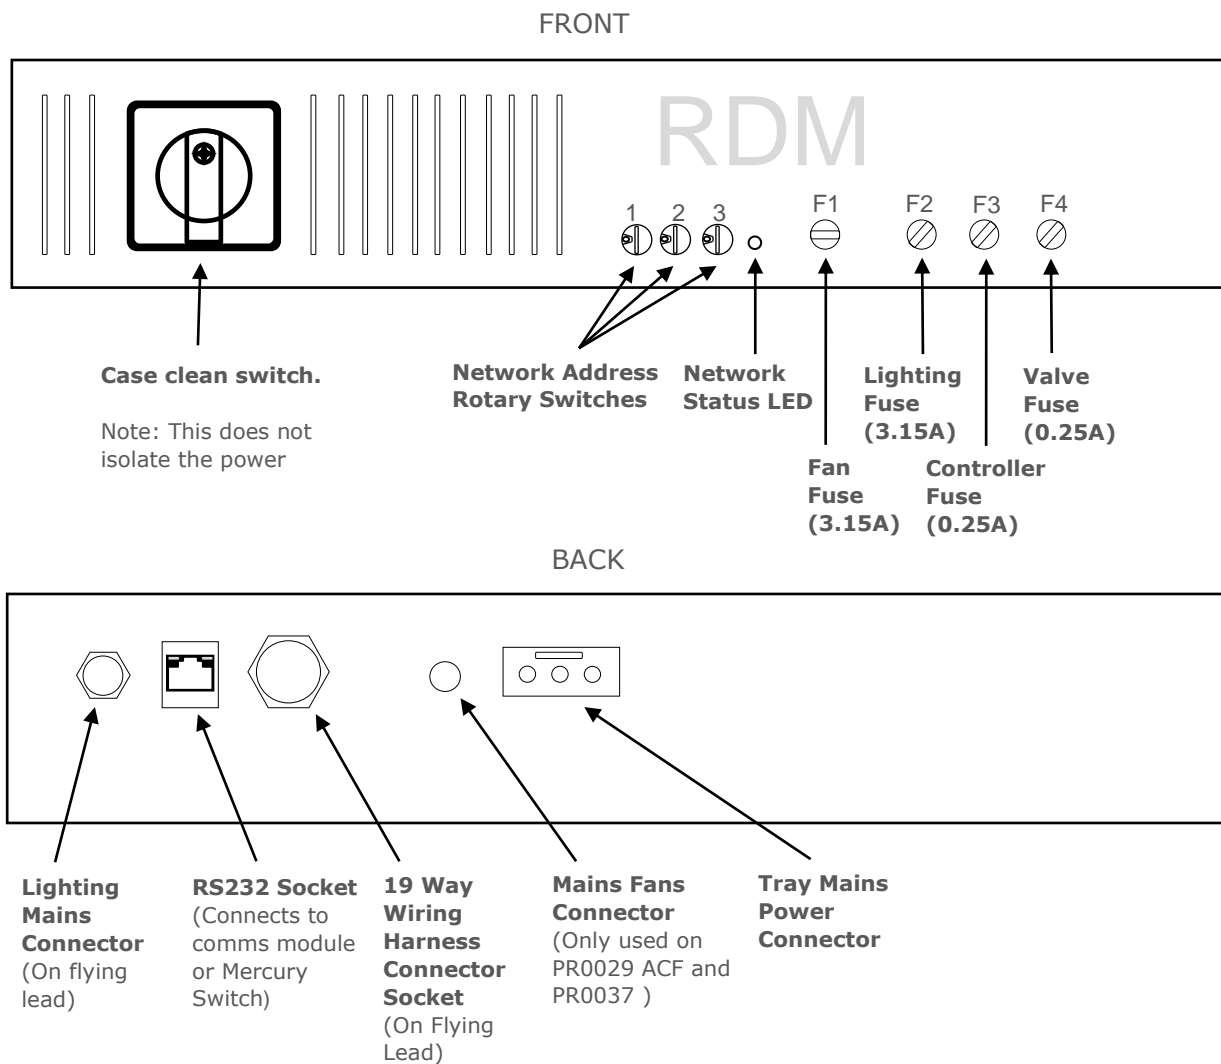 FRONT
RDM
1 2 3
F1 F2 F3 F4
Case clean switch.
Note: This does not
isolate the power
Network Address
Rotary Switches
Network
Status LED
Lighting
Fuse
(3.15A)
Valve
Fuse
(0.25A)
Fan
Fuse
(3.15A)
Controller
Fuse
(0.25A)
BACK
Lighting
Mains
Connector
(On flying
lead)
RS232 Socket
(Connects to
comms module
or Mercury
Switch)
19 Way
Wiring
Harness
Connector
Socket
(On Flying
Lead)
Mains Fans
Connector
(Only used on
PR0029 ACF and
PR0037 )
Tray Mains
Power
Connector